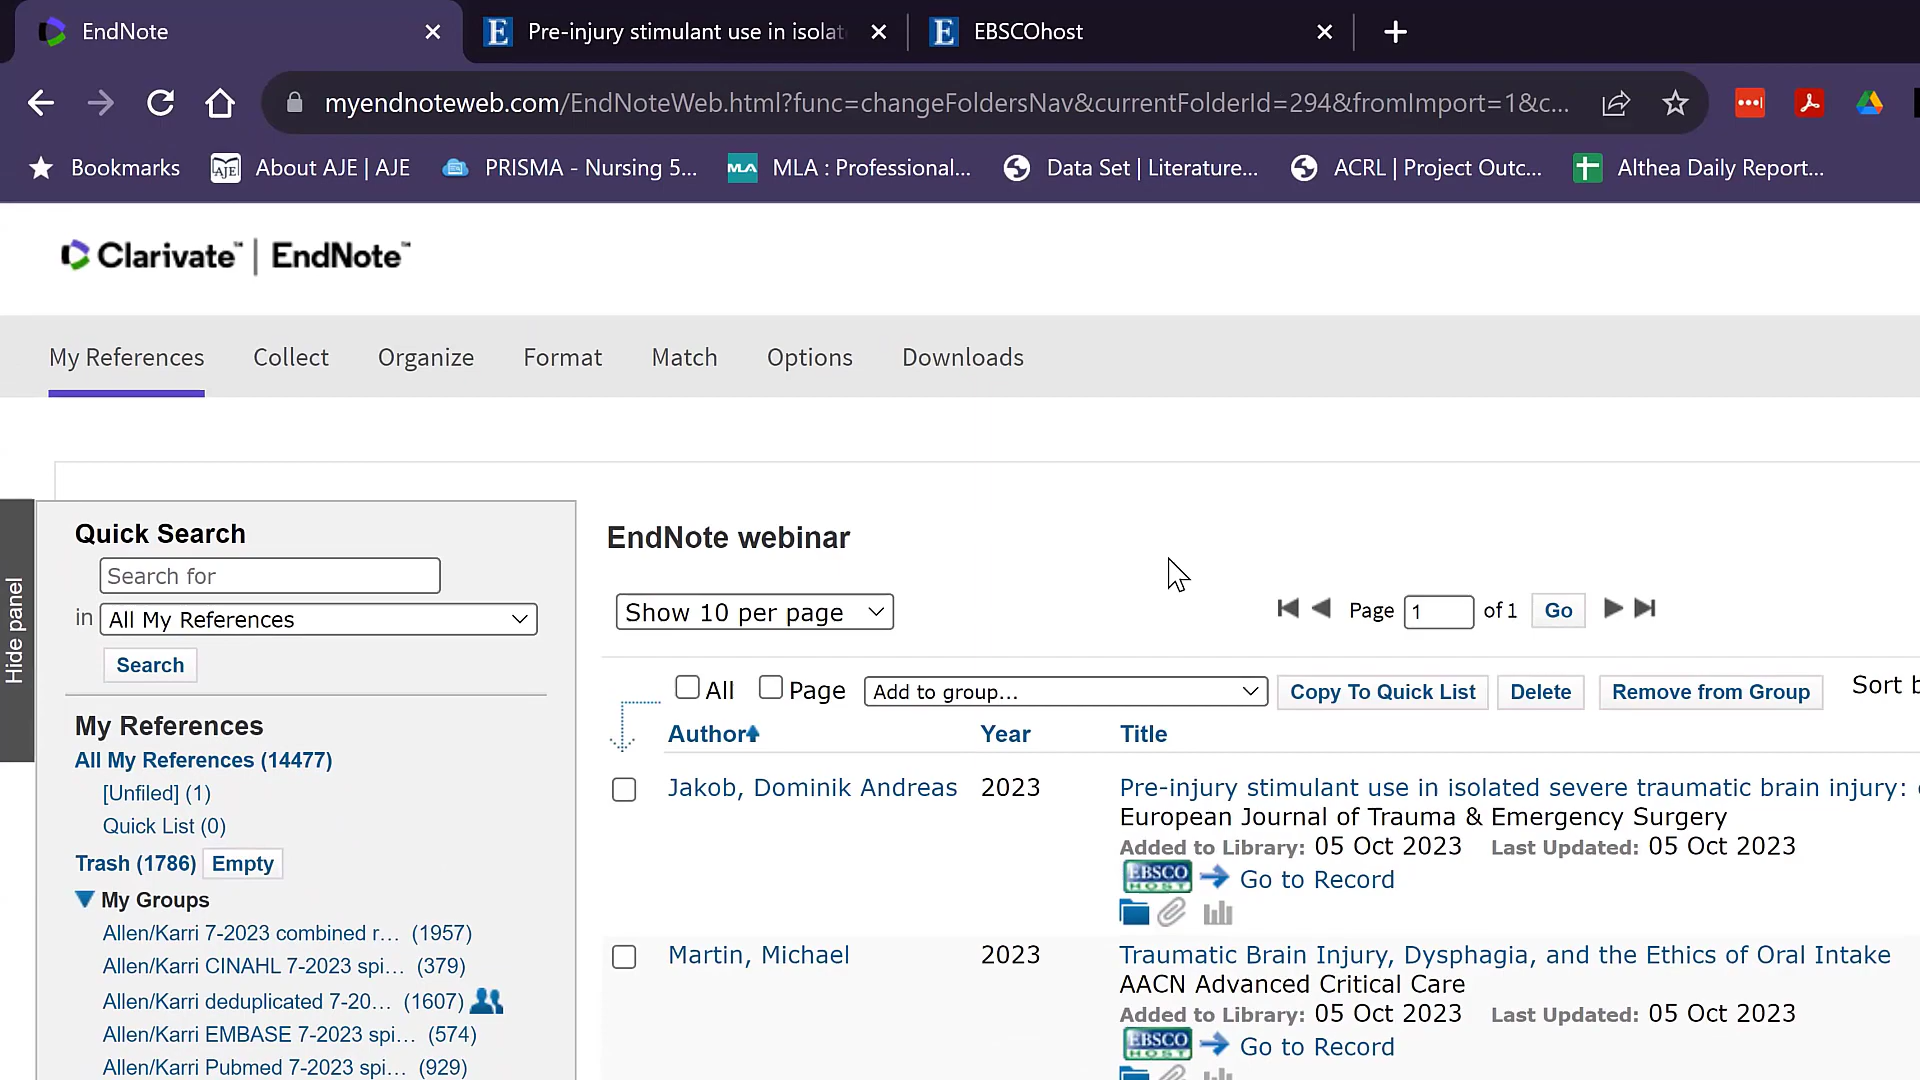 EndNote
Pre-injury stimulant use in isolat
EBSCOhost
myendnoteweb.com/EndNoteWeb.html?func=changeFoldersNav&currentFolderId=294&fromImport=1&c...
Bookmarks
AJE
About AJE | AJE
PRISMA - Nursing 5...
MLA
MLA : Professional...
Data Set | Literature...
ACRL | Project Outc...
Althea Daily Report...
Clarivate™ | EndNote™
My References
Collect
Organize
Format
Match
Options
Downloads
Hide panel
Quick Search
Search for
in
All My References
Search
My References
All My References (14477)
[Unfiled] (1)
Quick List (0)
Trash (1786)
Empty
My Groups
Allen/Karri 7-2023 combined r... (1957)
Allen/Karri CINAHL 7-2023 spi... (379)
Allen/Karri deduplicated 7-20... (1607)
Allen/Karri EMBASE 7-2023 spi... (574)
Allen/Karri Pubmed 7-2023 spi... (929)
EndNote webinar
Show 10 per page
Page 1 of 1 Go
All
Page
Add to group...
Copy To Quick List
Delete
Remove from Group
Sort b
Author
Year
Title
Jakob, Dominik Andreas
2023
Pre-injury stimulant use in isolated severe traumatic brain injury:
European Journal of Trauma & Emergency Surgery
Added to Library: 05 Oct 2023 Last Updated: 05 Oct 2023
EBSCO HOST
Go to Record
Martin, Michael
2023
Traumatic Brain Injury, Dysphagia, and the Ethics of Oral Intake
AACN Advanced Critical Care
Added to Library: 05 Oct 2023 Last Updated: 05 Oct 2023
EBSCO HOST
Go to Record